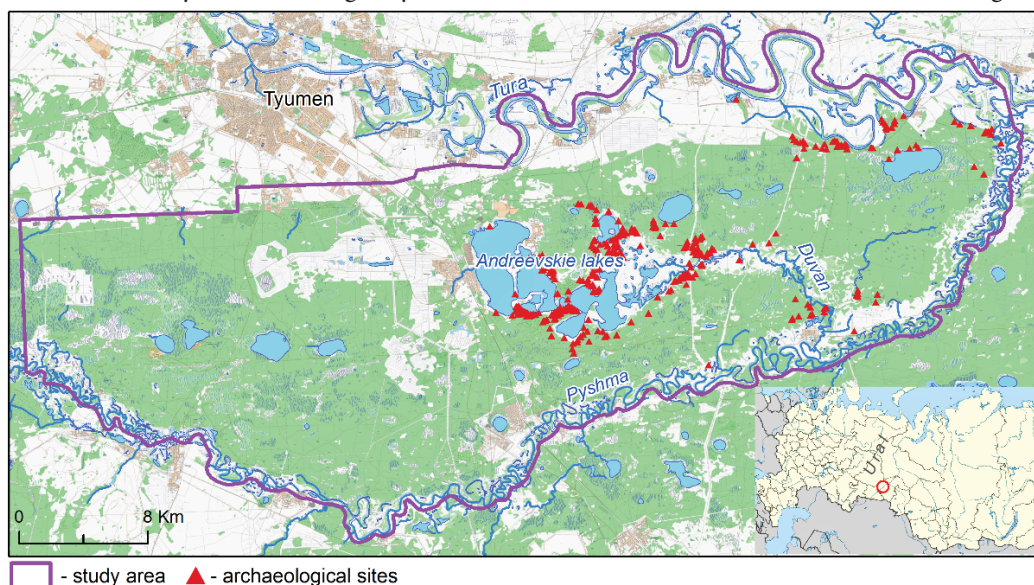 Tyumen
Tura
Andreevskie lakes
Duvan
Pyshma
Ural
0 8 Km
- study area - archaeological sites